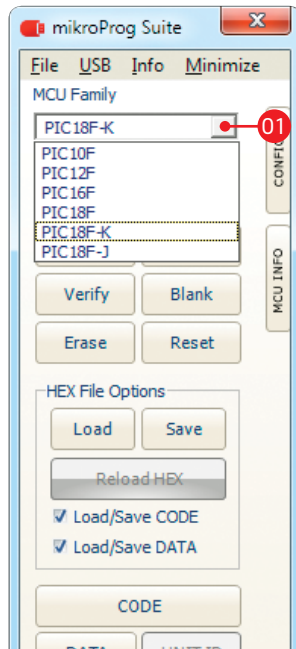 mikroProg Suite
File USB Info Minimize
MCU Family
PIC18F-K
01
PIC10F
PIC12F
PIC16F
PIC18F
PIC18F-K
PIC18F-J
MCU INFO
Verify Blank
Erase Reset
HEX File Options
Load Save
Reload HEX
Load/Save CODE
Load/Save DATA
CODE